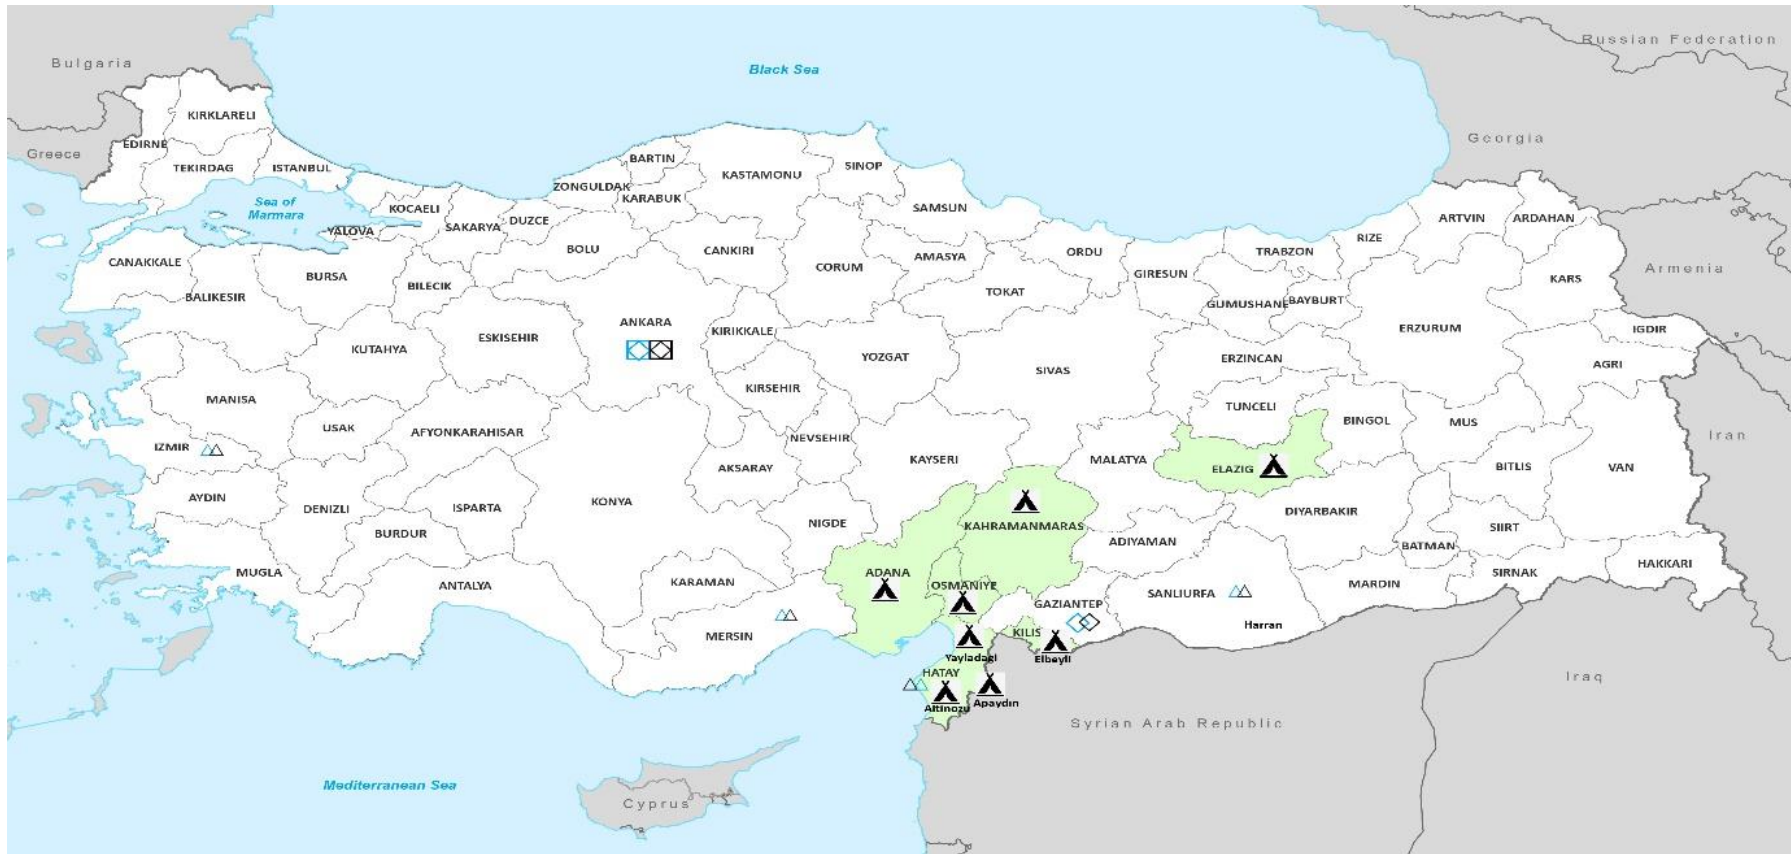 Russian Federation
Bulgaria
Black Sea
KIRKLARELI
Georgia
EDIRNE
Greece
TEKIRDAG
ISTANBUL
BARTIN
SINOP
KASTAMONU
ZONGULDAK
KARABUK
Sea of
Marmara
KOCAELI
SAMSUN
ARTVIN
ARDAHAN
YALOVA
SAKARYA
DUZCE
RIZE
BOLU
CANKIRI
ORDU
TRABZON
CANAKKALE
BURSA
BILECIK
CORUM
AMASYA
GIRESUN
KARS
Armenia
BALIKESIR
TOKAT
GUMUSHANE
BAYBURT
ANKARA
KIRIKKALE
ERZURUM
IGDIR
ESKISEHIR
KUTAHYA
YOZGAT
ERZINCAN
AGRI
SIVAS
KIRSEHIR
MANISA
TUNCELI
USAK
AFYONKARAHISAR
NEVSEHIR
BINGOL
MUS
Iran
IZMIR
AKSARAY
KAYSERI
MALATYA
ELAZIG
BITLIS
VAN
AYDIN
DENIZLI
ISPARTA
KONYA
NIGDE
KAHRAMANMARAS
DIYARBAKIR
SIIRT
BURDUR
ADIYAMAN
BATMAN
MUGLA
ANTALYA
KARAMAN
ADANA
OSMANIYE
MARDIN
SIRNAK
HAKKARI
SANLIURFA
GAZIANTEP
MERSIN
KILIS
Harran
Yayladagi
Elbeyli
HATAY
Iraq
Altinozu
Apaydın
Syrian Arab Republic
Mediterranean Sea
Cyprus